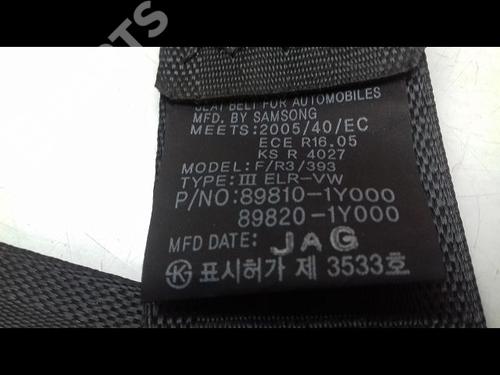 SEAT BELT FOR AUTOMOBILES
MFD. BY SAMSONG
MEETS:2005/40/EC
ECE R16.05
KS R 4027
MODEL: F/R3/393
TYPE: III ELR-VW
P/NO:89810-1Y000
89820-1Y000
MFD DATE: JAG
표시허가 제 3533호